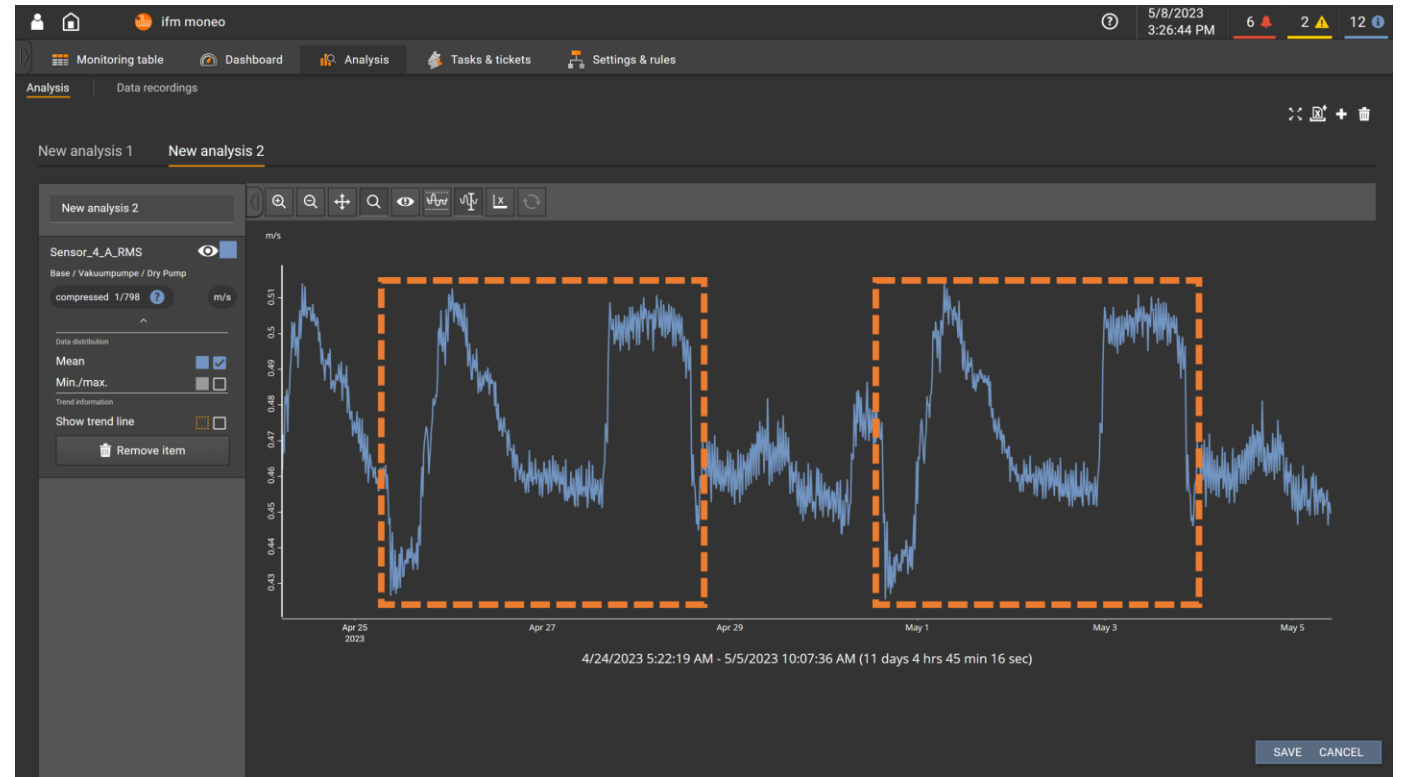 ifm moneo
5/8/2023
3:26:44 PM
6
2
12
Monitoring table
Dashboard
Analysis
Tasks & tickets
Settings & rules
Analysis
Data recordings
New analysis 1
New analysis 2
New analysis 2
Sensor_4_A_RMS
Base / Vakuumpumpe / Dry Pump
compressed 1/798
m/s
Data distribution
Mean
Min./max.
Trend information
Show trend line
Remove item
m/s
0.51
0.5
0.49
0.48
0.47
0.46
0.45
0.44
0.43
Apr 25
2023
Apr 27
Apr 29
May 1
May 3
May 5
4/24/2023 5:22:19 AM - 5/5/2023 10:07:36 AM (11 days 4 hrs 45 min 16 sec)
SAVE CANCEL